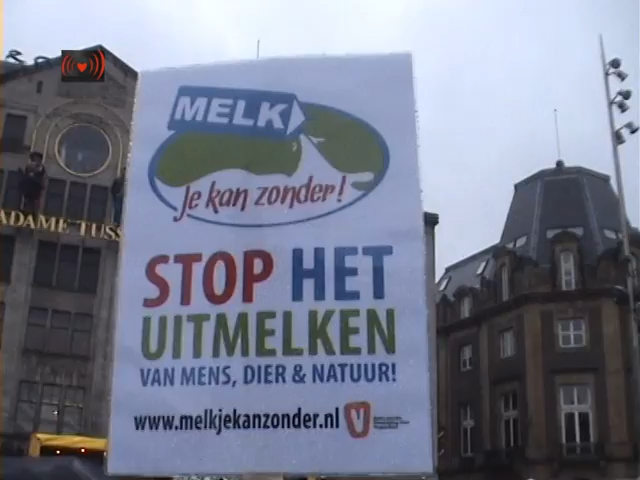 ADAME TUSS
MELK
Je kan zonder!
STOP HET
UITMELKEN
VAN MENS, DIER & NATUUR!
www.melkjekanzonder.nl